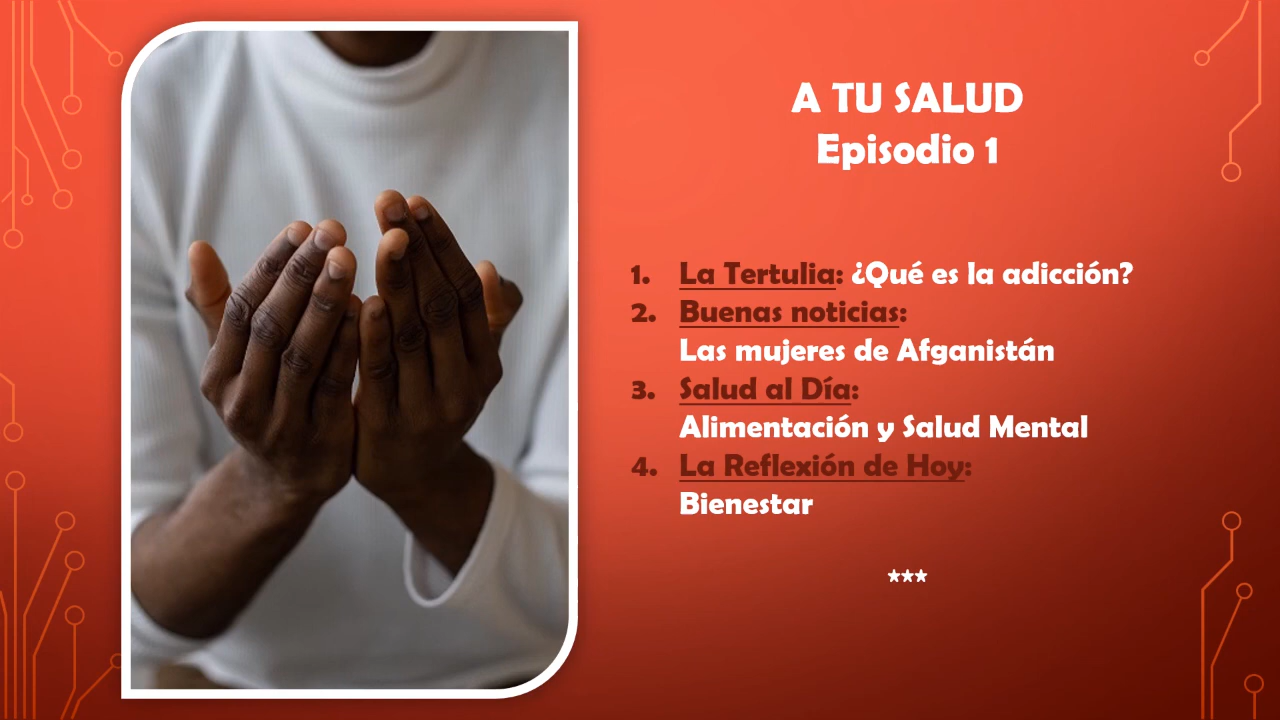 A TU SALUD
Episodio 1
1. La Tertulia: ¿Qué es la adicción?
2. Buenas noticias:
Las mujeres de Afganistán
3. Salud al Día:
Alimentación y Salud Mental
4. La Reflexión de Hoy:
Bienestar
***